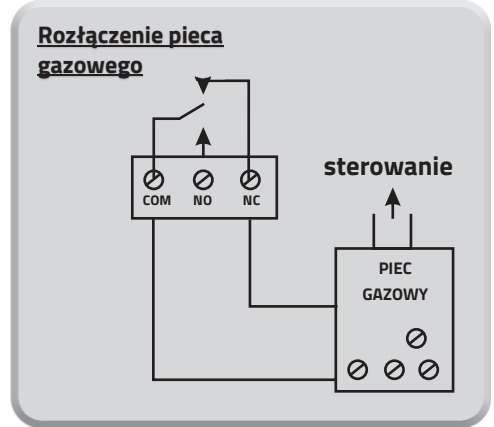 Rozłączenie pieca
gazowego
COM NO NC
sterowanie
PIEC
GAZOWY